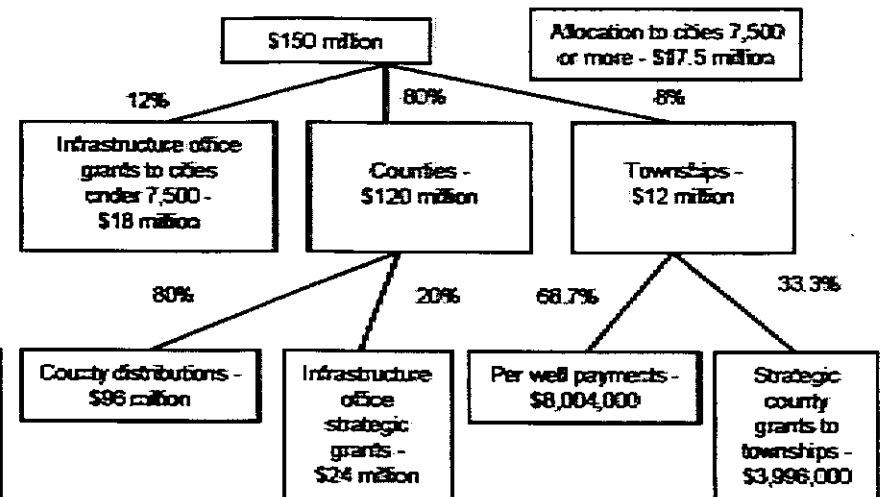 $150 million
Allocation to cities 7,500
or more - $17.5 million
12%
80%
8%
Infrastructure office
grants to cities
under 7,500 -
$18 million
Counties -
$120 million
Townships -
$12 million
80%
20%
66.7%
33.3%
County distributions -
$96 million
Infrastructure
office
strategic
grants -
$24 million
Per well payments -
$8,004,000
Strategic
county
grants to
townships -
$3,996,000